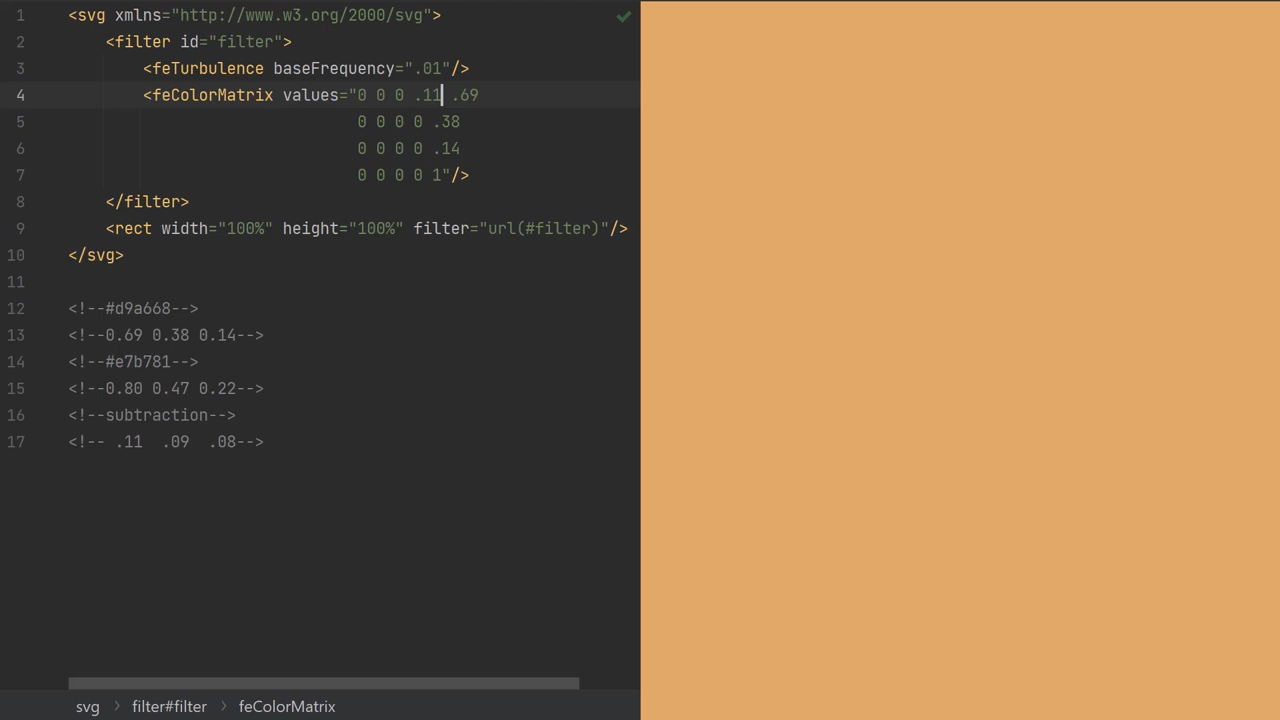 1 <svg xmlns="http://www.w3.org/2000/svg">
2 <filter id="filter">
3 <feTurbulence baseFrequency=".01"/>
4 <feColorMatrix values="0 0 0 .11 .69
5 0 0 0 0 .38
6 0 0 0 0 .14
7 0 0 0 0 1"/>
8 </filter>
9 <rect width="100%" height="100%" filter="url(#filter)"/>
10 </svg>
11
12 <!--#d9a668-->
13 <!--0.69 0.38 0.14-->
14 <!--#e7b781-->
15 <!--0.80 0.47 0.22-->
16 <!--subtraction-->
17 <!-- .11  .09  .08-->
svg > filter#filter > feColorMatrix